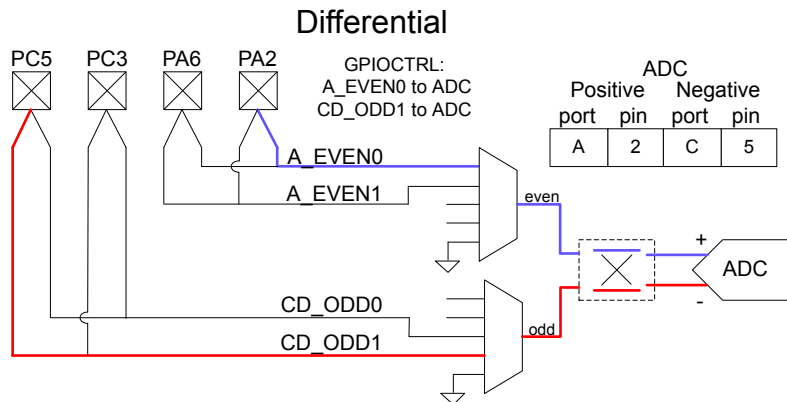 Differential
PC5 PC3 PA6 PA2
GPIOCTRL:
A_EVEN0 to ADC
CD_ODD1 to ADC
ADC
Positive Negative
port pin port pin
A 2 C 5
A_EVEN0
A_EVEN1
even
+
ADC
-
CD_ODD0
odd
CD_ODD1